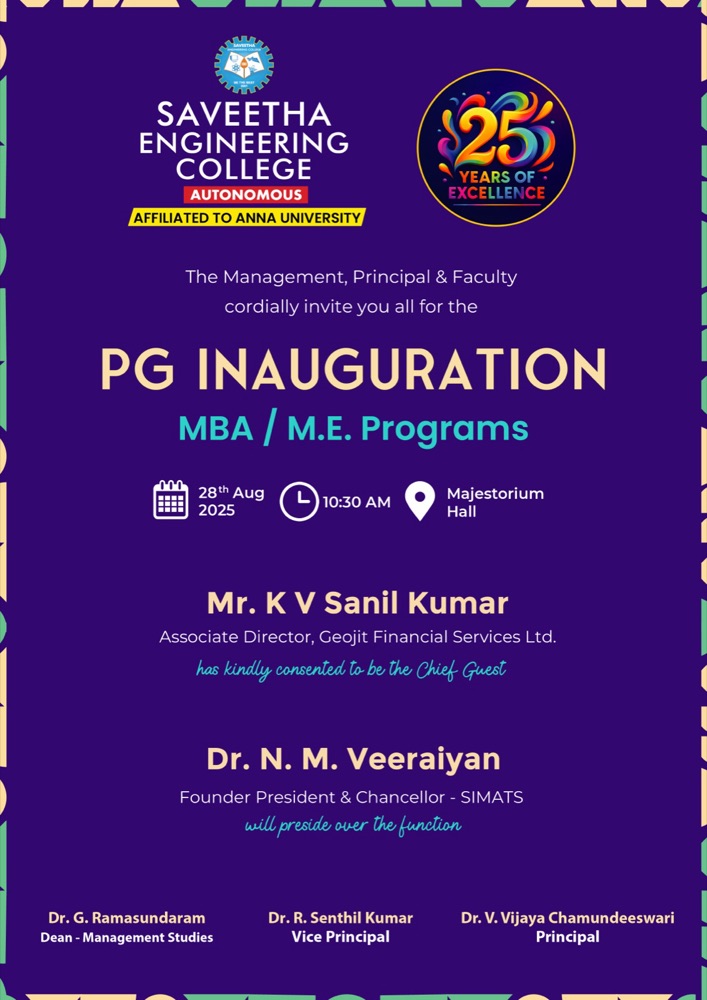 SAVEETHA
ENGINEERING COLLEGE
SAVEETHA
ENGINEERING
COLLEGE
AUTONOMOUS
AFFILIATED TO ANNA UNIVERSITY
25
YEARS OF
EXCELLENCE
The Management, Principal & Faculty
cordially invite you all for the
PG INAUGURATION
MBA / M.E. Programs
28th Aug
2025
10:30 AM
Majestorium
Hall
Mr. K V Sanil Kumar
Associate Director, Geojit Financial Services Ltd.
has kindly consented to be the Chief Guest
Dr. N. M. Veeraiyan
Founder President & Chancellor - SIMATS
will preside over the function
Dr. G. Ramasundaram
Dean - Management Studies
Dr. R. Senthil Kumar
Vice Principal
Dr. V. Vijaya Chamundeeswari
Principal